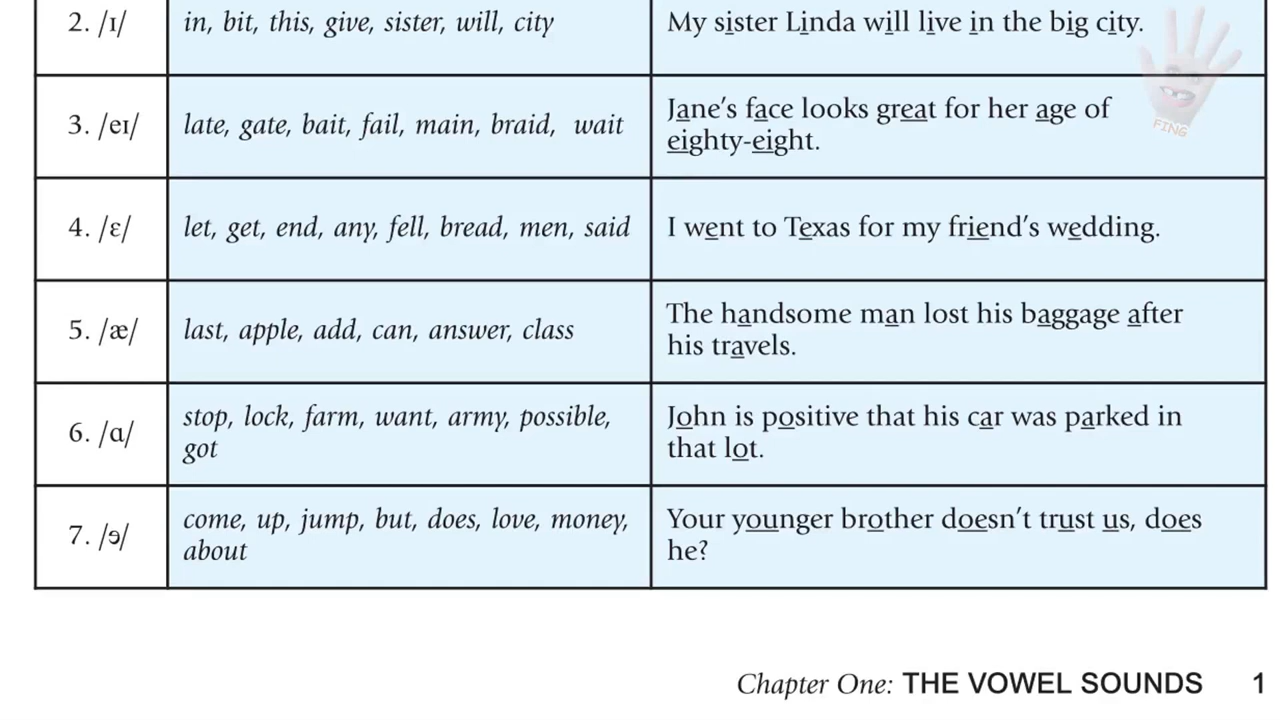 2. /ɪ/ in, bit, this, give, sister, will, city My sister Linda will live in the big city.
3. /eɪ/ late, gate, bait, fail, main, braid, wait Jane's face looks great for her age of
eighty-eight.
4. /ɛ/ let, get, end, any, fell, bread, men, said I went to Texas for my friend's wedding.
5. /æ/ last, apple, add, can, answer, class The handsome man lost his baggage after
his travels.
6. /ɑ/ stop, lock, farm, want, army, possible,
got
John is positive that his car was parked in
that lot.
7. /ɘ/ come, up, jump, but, does, love, money,
about
Your younger brother doesn't trust us, does
he?
FING
Chapter One: THE VOWEL SOUNDS 1